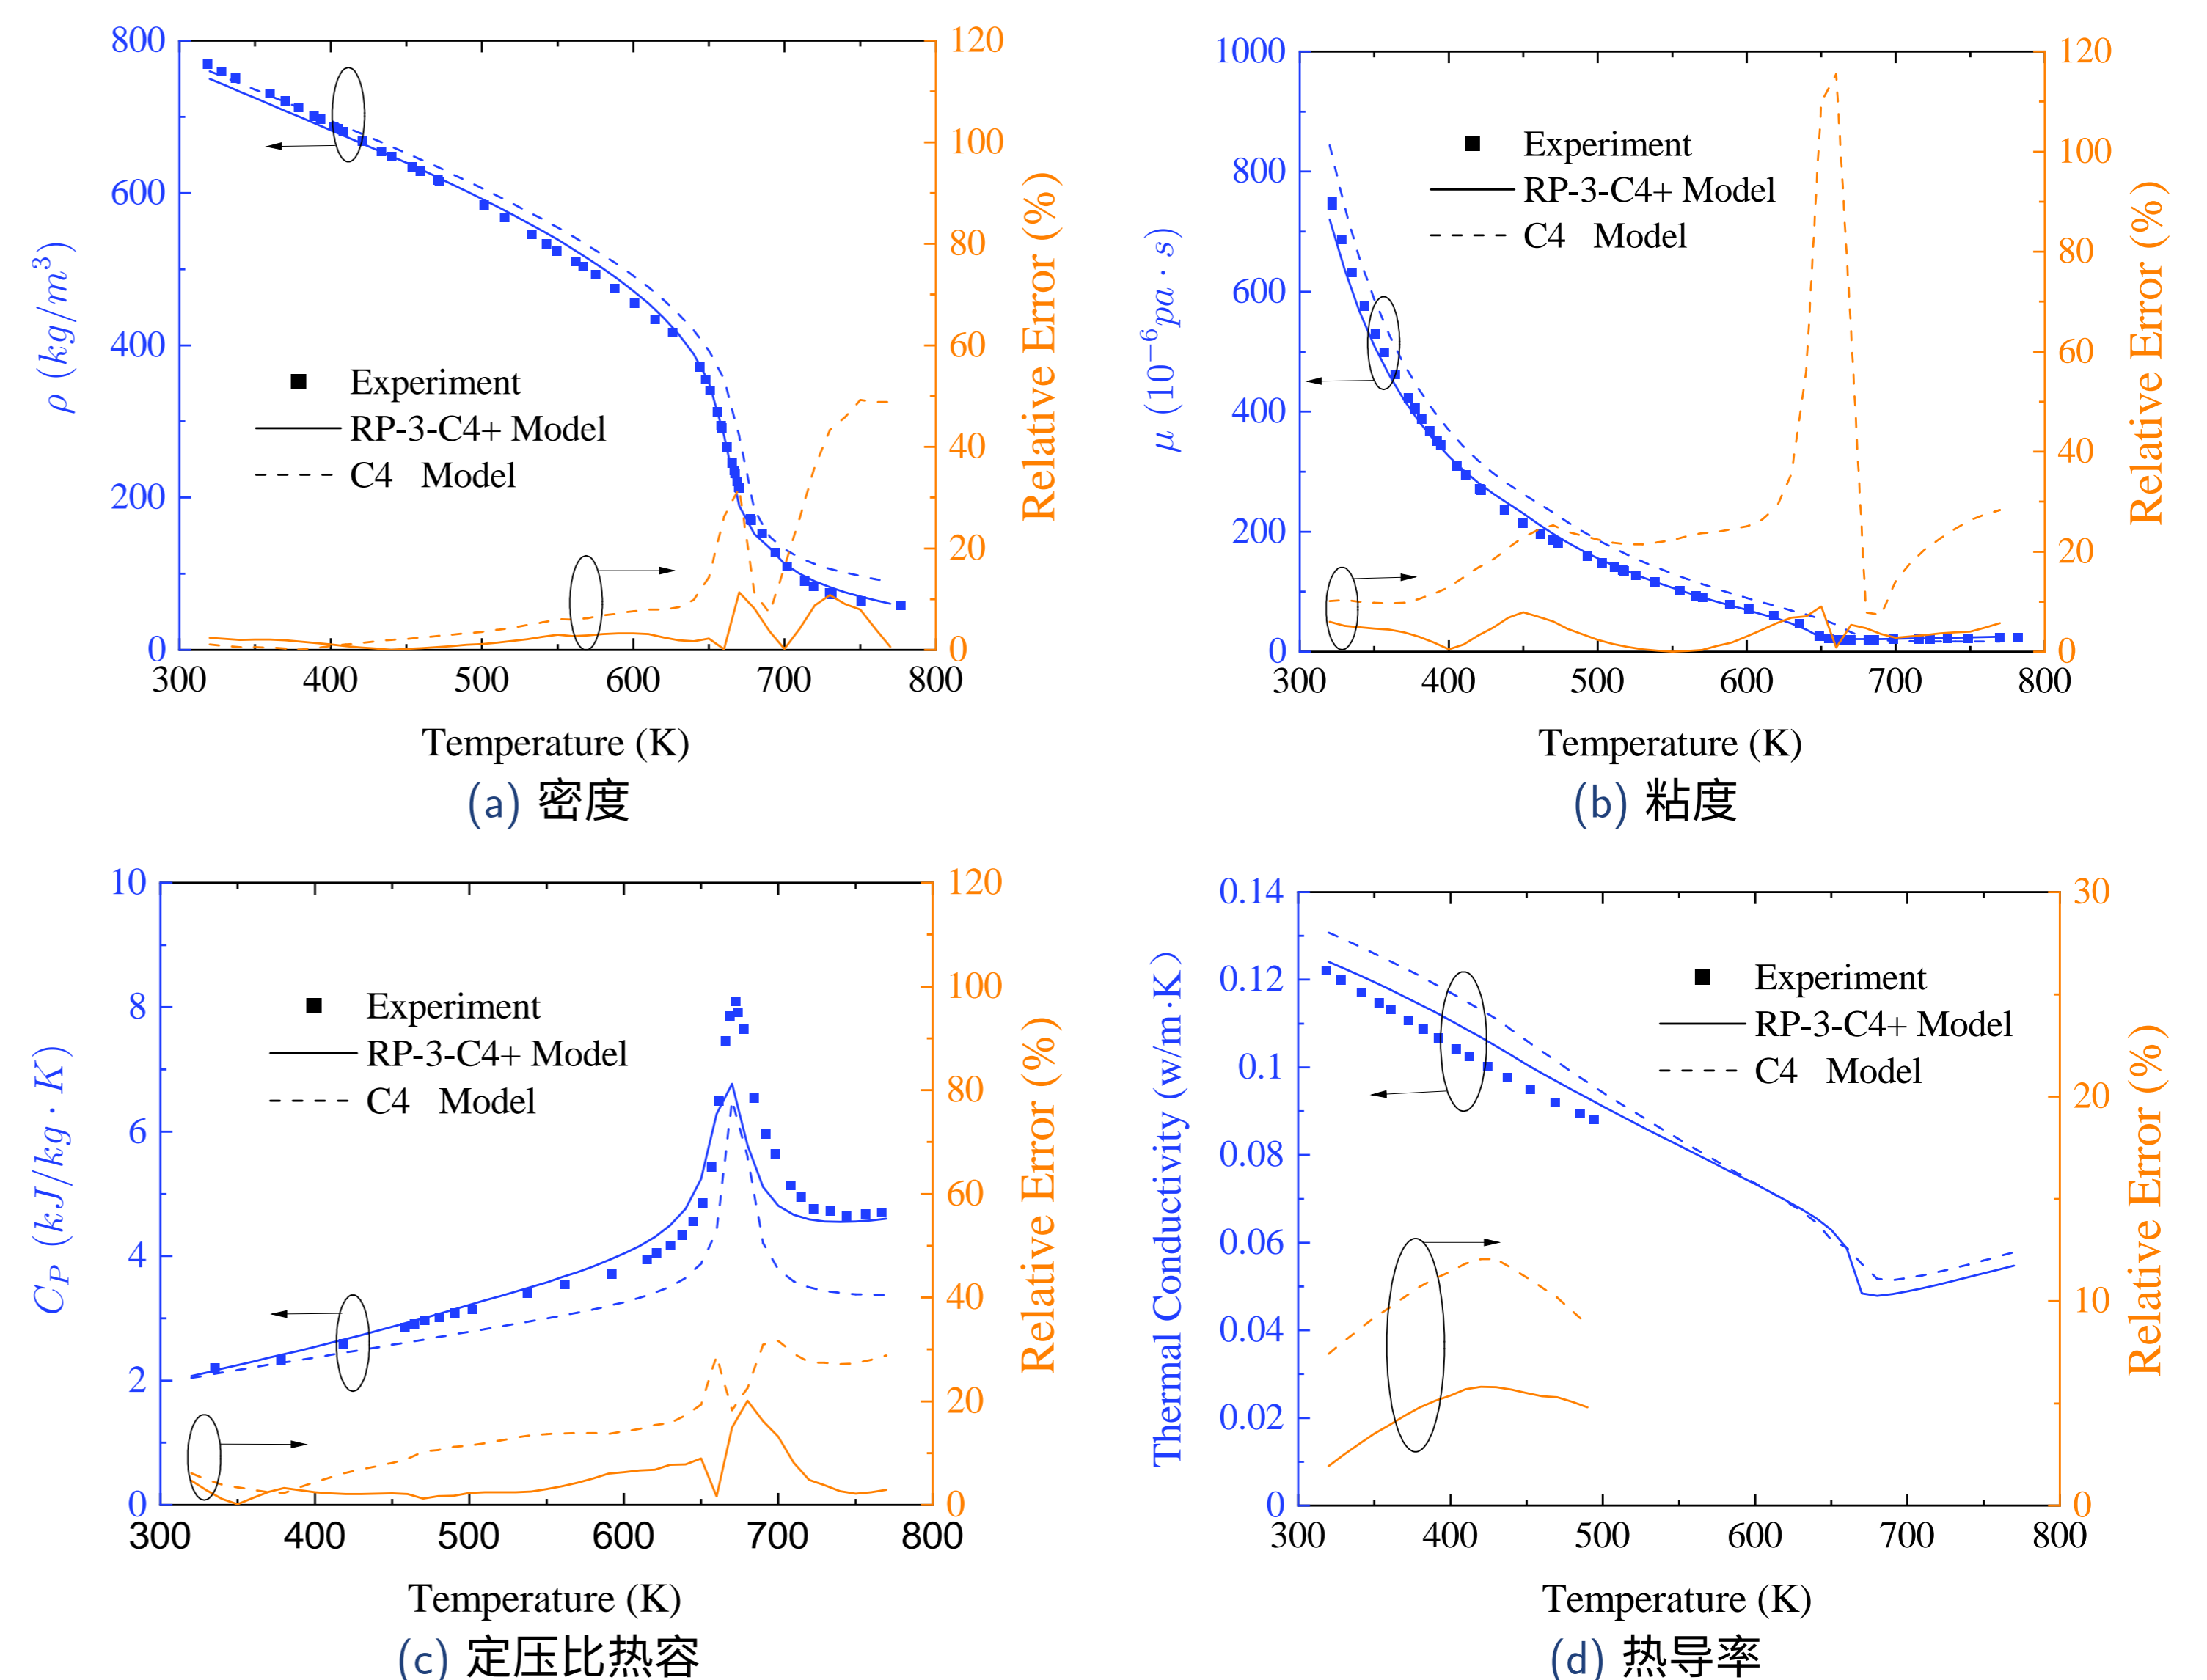 800
600
400
200
0
300 400 500 600 700 800
120
100
80
60
40
20
0
ρ (kg/m³)
Relative Error (%)
Experiment
RP-3-C4+ Model
C4 Model
Temperature (K)
(a) 密度
1000
800
600
400
200
0
300 400 500 600 700 800
120
100
80
60
40
20
0
μ (10⁻⁶pa · s)
Relative Error (%)
Experiment
RP-3-C4+ Model
C4 Model
Temperature (K)
(b) 粘度
10
8
6
4
2
0
300 400 500 600 700 800
120
100
80
60
40
20
0
C_P (kJ/kg · K)
Relative Error (%)
Experiment
RP-3-C4+ Model
C4 Model
Temperature (K)
(c) 定压比热容
0.14
0.12
0.1
0.08
0.06
0.04
0.02
0
300 400 500 600 700 800
30
20
10
0
Thermal Conductivity (w/m·K)
Relative Error (%)
Experiment
RP-3-C4+ Model
C4 Model
Temperature (K)
(d) 热导率